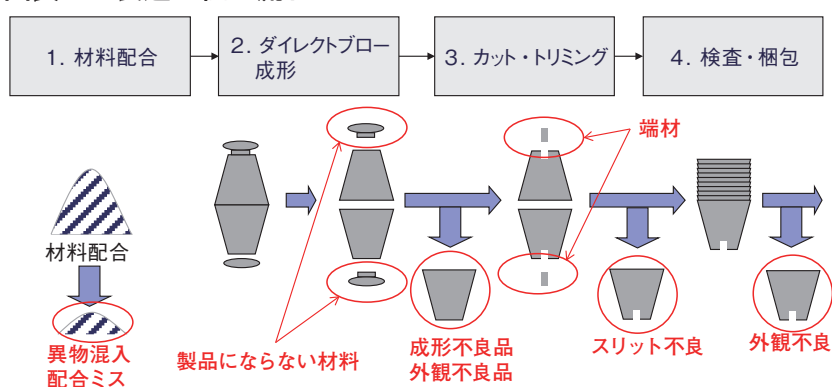 1. 材料配合
2. ダイレクトブロー
成形
3. カット・トリミング
4. 検査・梱包
端材
材料配合
異物混入
配合ミス
製品にならない材料
成形不良品
外観不良品
スリット不良
外観不良